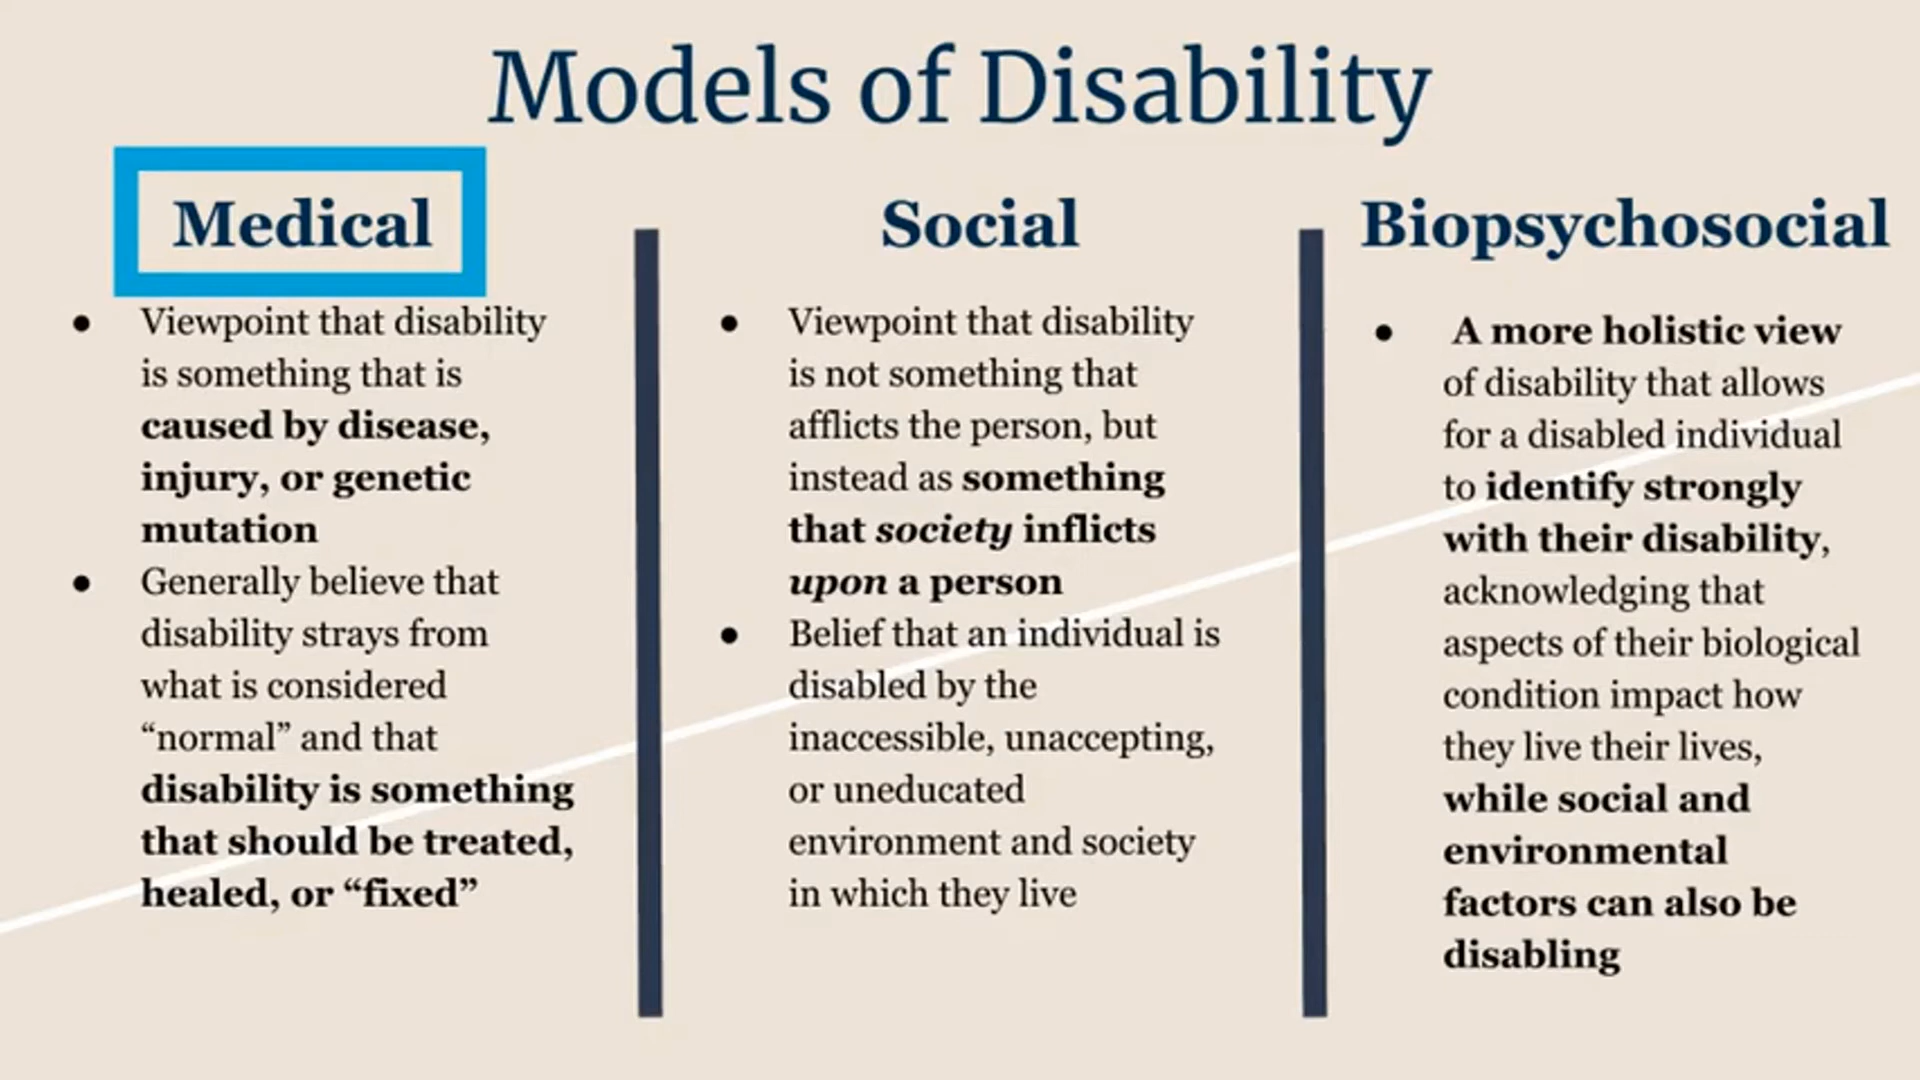 Models of Disability
Medical
● Viewpoint that disability
is something that is
caused by disease,
injury, or genetic
mutation
● Generally believe that
disability strays from
what is considered
“normal” and that
disability is something
that should be treated,
healed, or “fixed”
Social
● Viewpoint that disability
is not something that
afflicts the person, but
instead as something
that society inflicts
upon a person
● Belief that an individual is
disabled by the
inaccessible, unaccepting,
or uneducated
environment and society
in which they live
Biopsychosocial
● A more holistic view
of disability that allows
for a disabled individual
to identify strongly
with their disability,
acknowledging that
aspects of their biological
condition impact how
they live their lives,
while social and
environmental
factors can also be
disabling